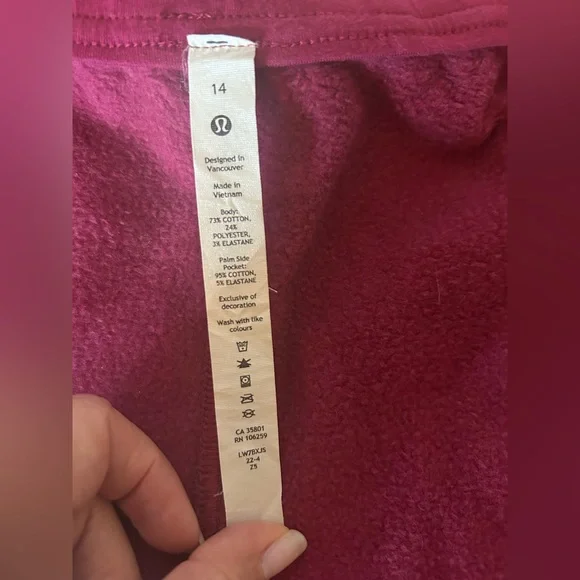 14
Designed in
Vancouver
Made in
Vietnam
Body:
73% COTTON,
24%
POLYESTER,
3% ELASTANE
Palm Side
Pocket:
95% COTTON,
5% ELASTANE
Exclusive of
decoration
Wash with like
colours
CA 35801
RN 106259
LW7BXJS
22-4
Z5